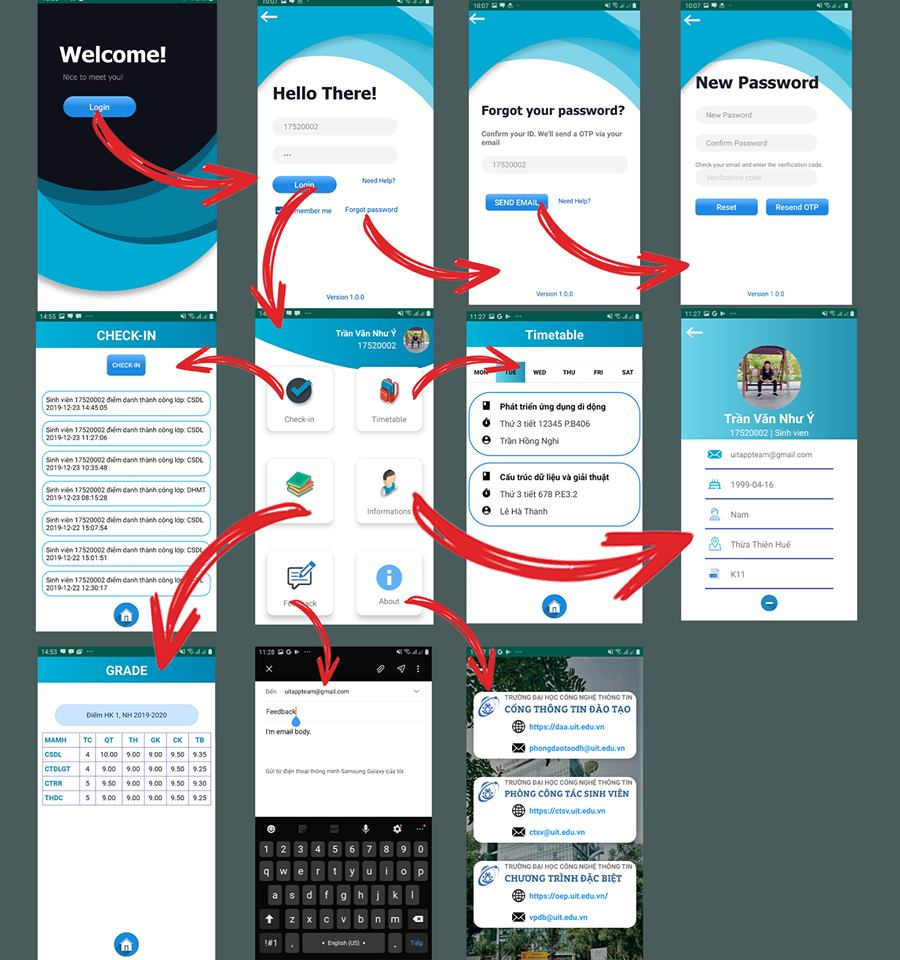 Welcome!
Nice to meet you!
Login
10:07
Hello There!
17520002
Login
Need Help?
member me
Forgot password
Version 1.0.0
10:07
Forgot your password?
Confirm your ID. We'll send a OTP via your
email
17520002
SEND EMAIL
Need Help?
Version 1.0.0
10:07
New Password
New Pasword
Confirm Password
Check your email and enter the verification code.
Verification code
Reset
Resend OTP
14:55
CHECK-IN
CHECK-IN
Sinh viên 17520002 điểm danh thành công lớp: CSDL
2019-12-23 14:45:05
Sinh viên 17520002 điểm danh thành công lớp: CSDL
2019-12-23 11:27:06
Sinh viên 17520002 điểm danh thành công lớp: CSDL
2019-12-23 10:35:48
Sinh viên 17520002 điểm danh thành công lớp: DHMT
2019-12-23 08:15:28
Sinh viên 17520002 điểm danh thành công lớp: CSDL
2019-12-22 15:07:54
Sinh viên 17520002 điểm danh thành công lớp: CSDL
2019-12-22 15:01:51
Sinh viên 17520002 điểm danh thành công lớp: CSDL
2019-12-22 12:30:17
Trần Văn Như Ý
17520002
Check-in
Timetable
Informations
Feedback
About
11:27
Timetable
MON TUE WED THU FRI SAT
Phát triển ứng dụng di động
Thứ 3 tiết 12345 P.B406
Trần Hồng Nghi
Cấu trúc dữ liệu và giải thuật
Thứ 3 tiết 678 P.E3.2
Lê Hà Thanh
11:27
Trần Văn Như Ý
17520002 | Sinh vien
uitappteam@gmail.com
1999-04-16
Nam
Thừa Thiên Huế
K11
14:53
GRADE
Điểm HK 1, NH 2019-2020
MAMH TC QT TH GK CK TB
CSDL 4 10.00 9.00 9.00 9.50 9.35
CTDLGT 4 9.00 9.00 9.00 9.50 9.25
CTRR 5 9.50 9.00 9.00 9.50 9.30
THDC 5 9.00 9.00 9.00 9.50 9.25
11:28
Đến uitappteam@gmail.com
Feedback
I'm email body.
Gửi từ điện thoại thông minh Samsung Galaxy của tôi.
1 2 3 4 5 6 7 8 9 0
q w e r t y u i o p
a s d f g h j k l
z x c v b n m
!#1 , English (US) . Tiếp
TRƯỜNG ĐẠI HỌC CÔNG NGHỆ THÔNG TIN
CỔNG THÔNG TIN ĐÀO TẠO
https://daa.uit.edu.vn
phongdaotaodh@uit.edu.vn
TRƯỜNG ĐẠI HỌC CÔNG NGHỆ THÔNG TIN
PHÒNG CÔNG TÁC SINH VIÊN
https://ctsv.uit.edu.vn
ctsv@uit.edu.vn
TRƯỜNG ĐẠI HỌC CÔNG NGHỆ THÔNG TIN
CHƯƠNG TRÌNH ĐẶC BIỆT
https://oep.uit.edu.vn/
vpdb@uit.edu.vn